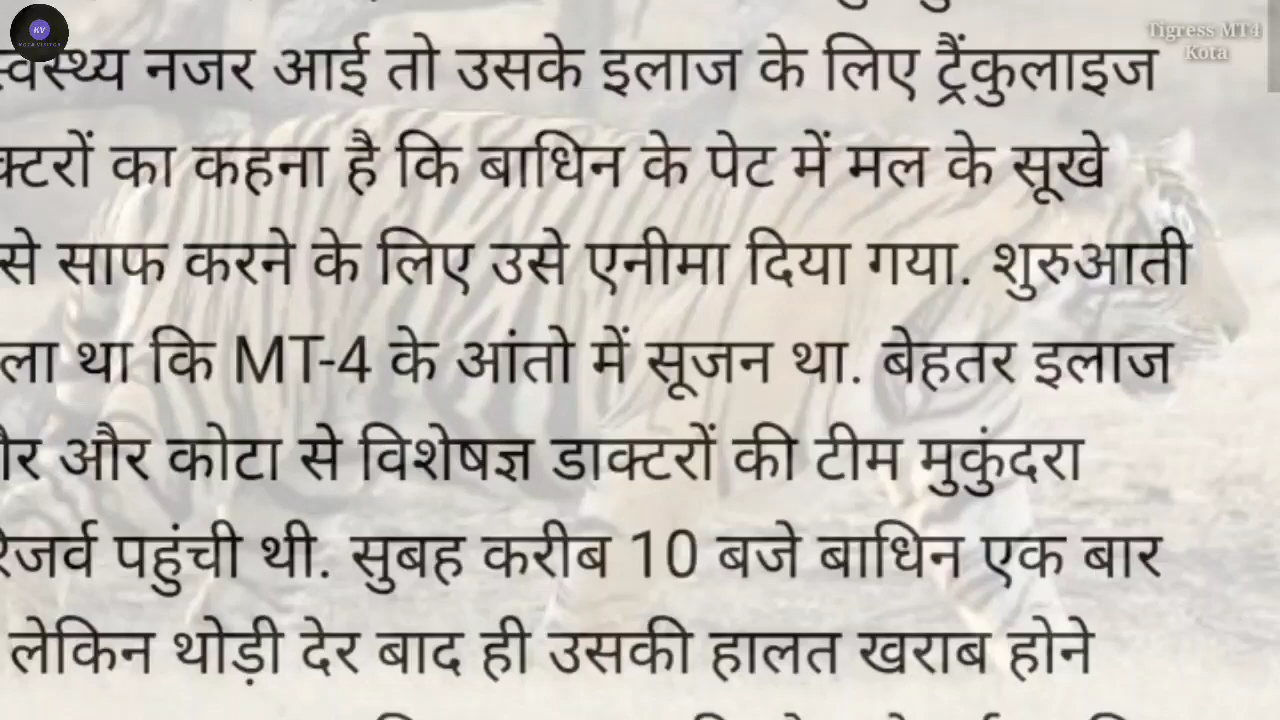 Tigress MT4
Kota
KV
स्वस्थ्य नजर आई तो उसके इलाज के लिए ट्रैंकुलाइज
क्टरों का कहना है कि बाधिन के पेट में मल के सूखे
से साफ करने के लिए उसे एनीमा दिया गया. शुरुआती
ला था कि MT-4 के आंतो में सूजन था. बेहतर इलाज
और कोटा से विशेषज्ञ डाक्टरों की टीम मुकुंदरा
रिजर्व पहुंची थी. सुबह करीब 10 बजे बाधिन एक बार
लेकिन थोड़ी देर बाद ही उसकी हालत खराब होने